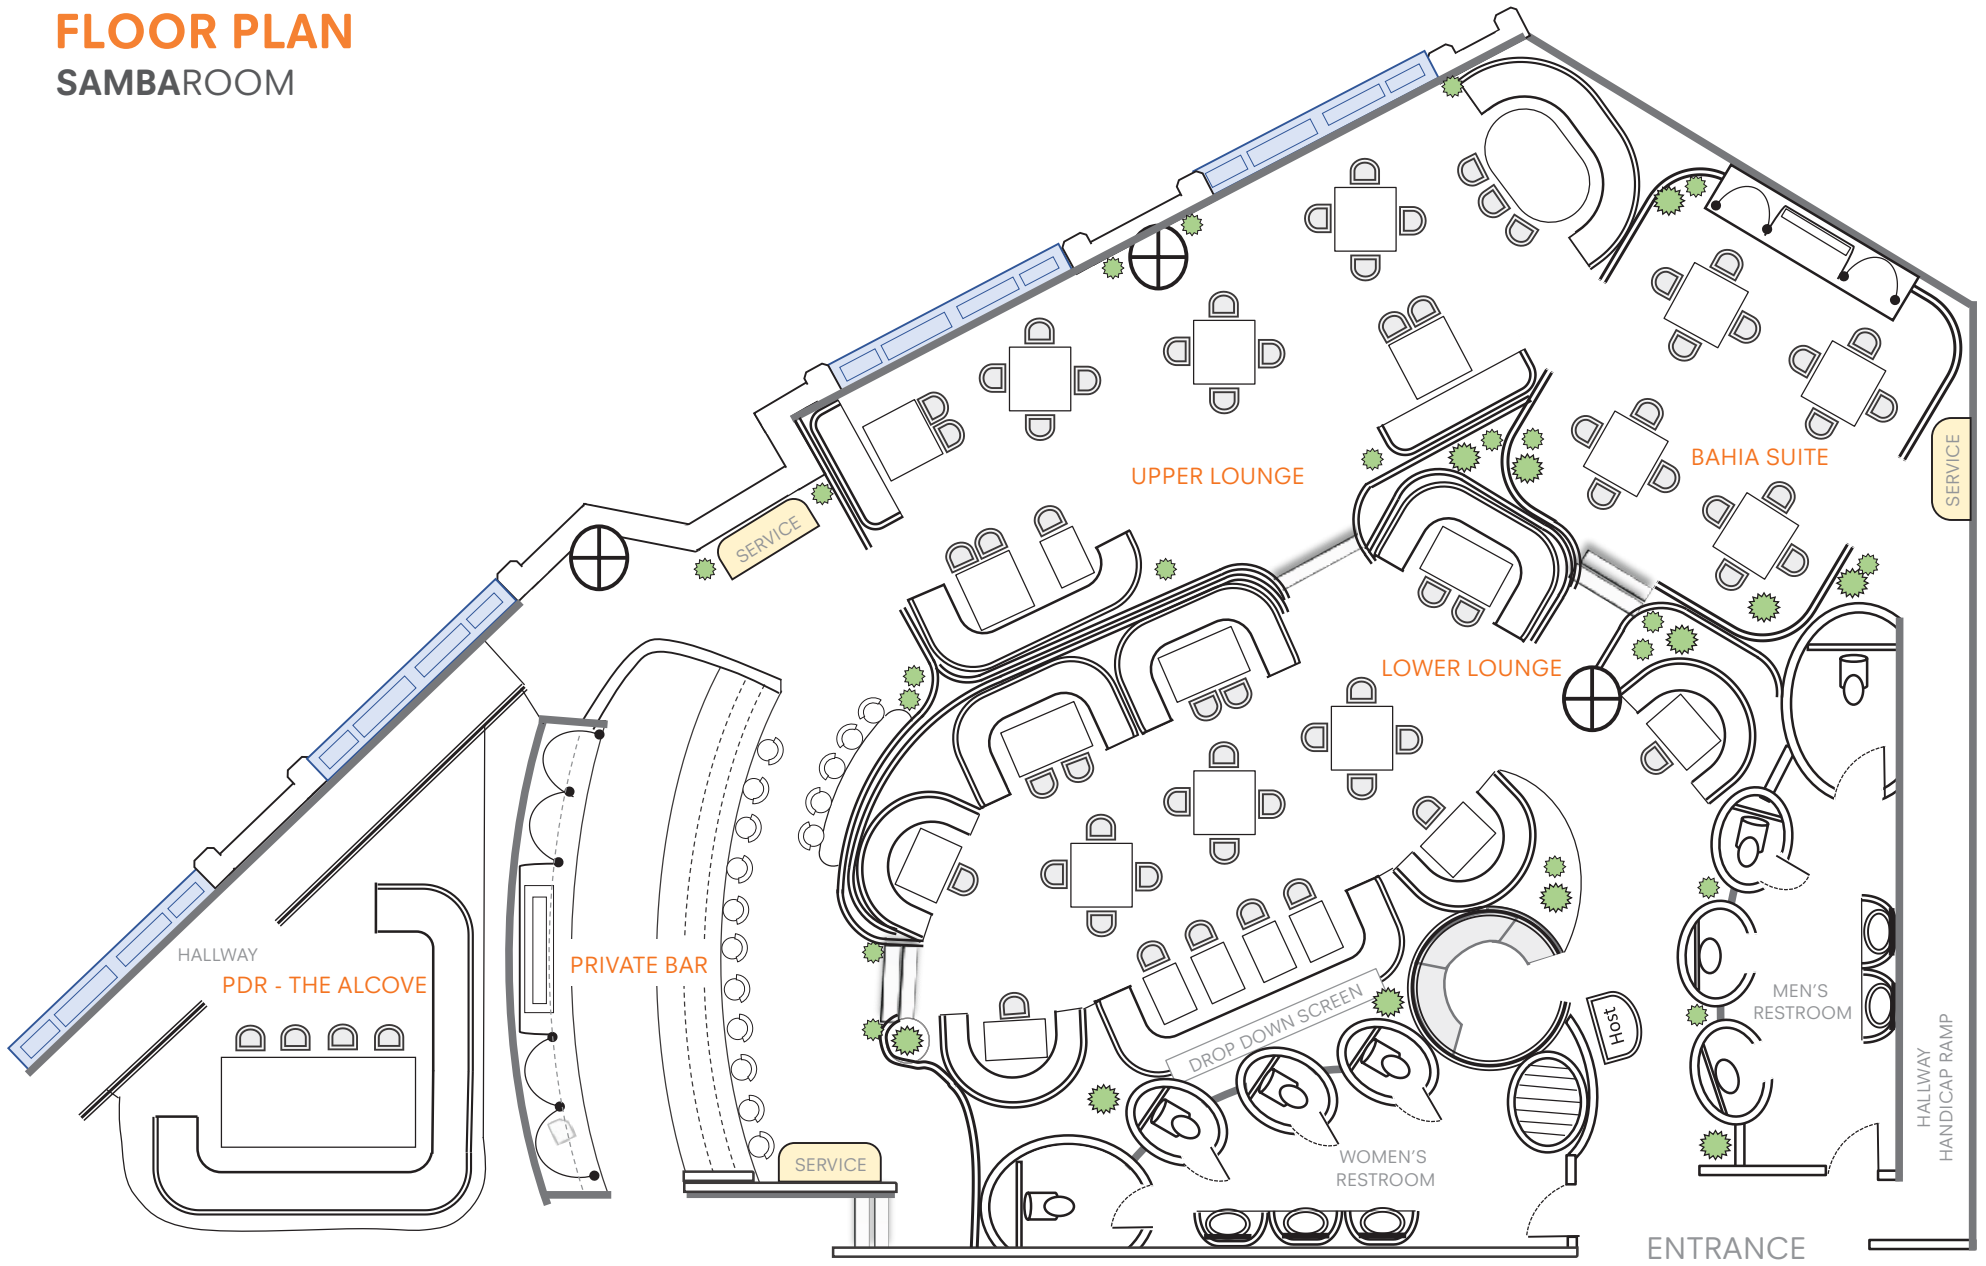 FLOOR PLAN
SAMBAROOM
UPPER LOUNGE
BAHIA SUITE
SERVICE
SERVICE
LOWER LOUNGE
HALLWAY
PDR - THE ALCOVE
PRIVATE BAR
DROP DOWN SCREEN
Host
MEN'S
RESTROOM
HALLWAY
HANDICAP RAMP
SERVICE
WOMEN'S
RESTROOM
ENTRANCE